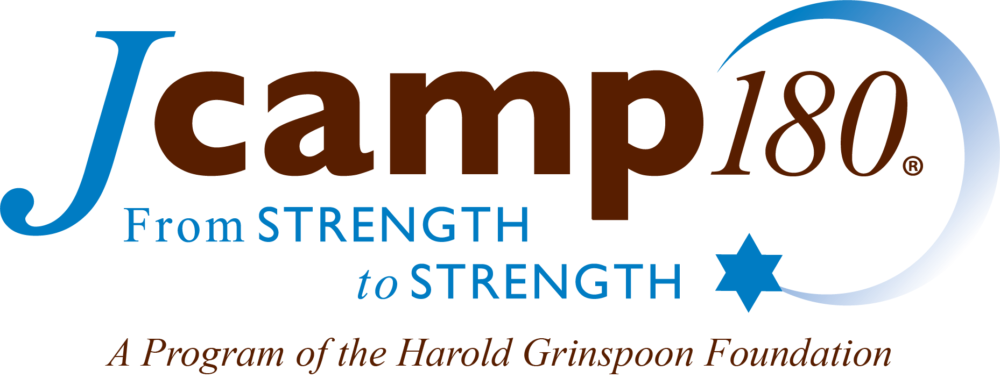 Jcamp180®
From STRENGTH
to STRENGTH
A Program of the Harold Grinspoon Foundation